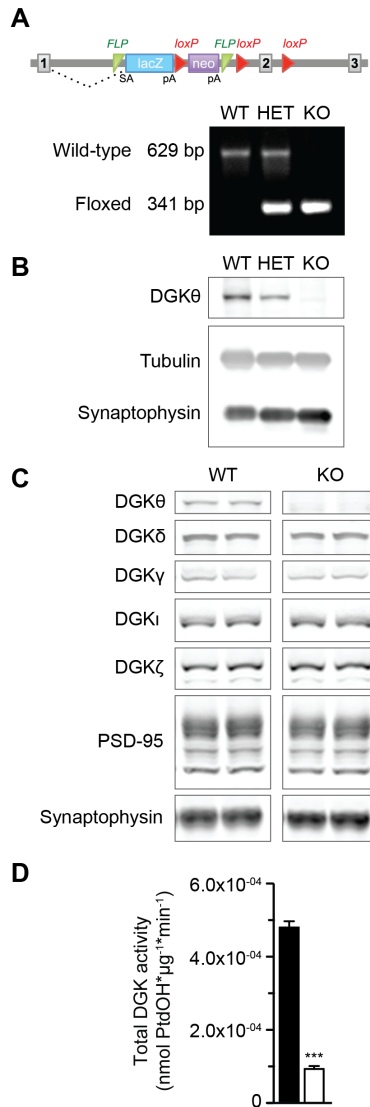 A
FLP loxP FLP loxP loxP
1 lacZ neo 2 3
SA pA pA
WT HET KO
Wild-type 629 bp
Floxed 341 bp
B
WT HET KO
DGKθ
Tubulin
Synaptophysin
C
WT KO
DGKθ
DGKδ
DGKγ
DGKι
DGKζ
PSD-95
Synaptophysin
D
Total DGK activity
(nmol PtdOH*µg⁻¹*min⁻¹)
6.0x10⁻⁰⁴
4.0x10⁻⁰⁴
2.0x10⁻⁰⁴
0
***